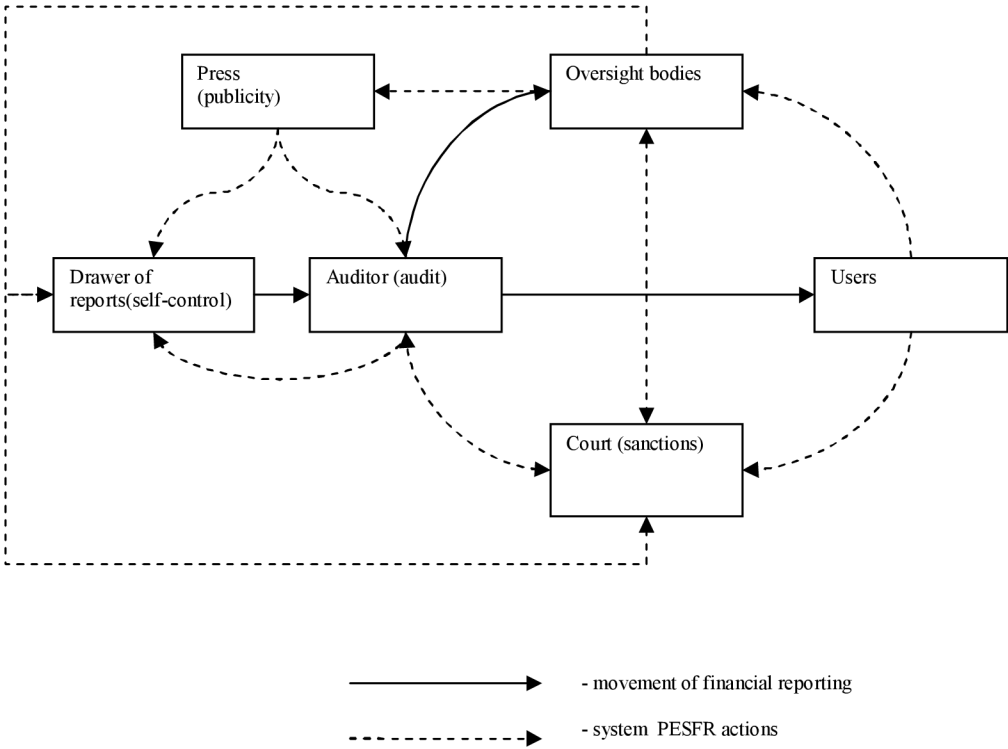 Press
(publicity)
Oversight bodies
Drawer of
reports(self-control)
Auditor (audit)
Users
Court (sanctions)
- movement of financial reporting
- system PESFR actions